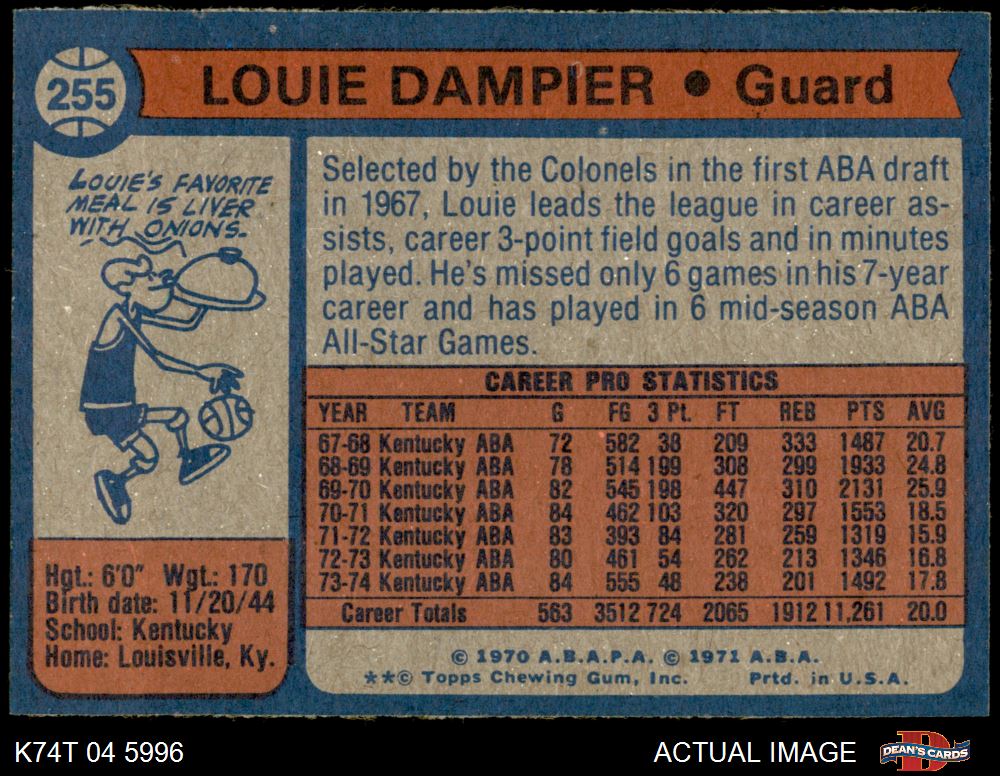 255
LOUIE DAMPIER • Guard
LOUIE'S FAVORITE
MEAL IS LIVER
WITH ONIONS.
Hgt.: 6'0" Wgt.: 170
Birth date: 11/20/44
School: Kentucky
Home: Louisville, Ky.
Selected by the Colonels in the first ABA draft
in 1967, Louie leads the league in career as-
sists, career 3-point field goals and in minutes
played. He's missed only 6 games in his 7-year
career and has played in 6 mid-season ABA
All-Star Games.
CAREER PRO STATISTICS
YEAR TEAM G FG 3 Pt. FT REB PTS AVG
67-68 Kentucky ABA 72 582 38 209 333 1487 20.7
68-69 Kentucky ABA 78 514 199 308 299 1933 24.8
69-70 Kentucky ABA 82 545 198 447 310 2131 25.9
70-71 Kentucky ABA 84 462 103 320 297 1553 18.5
71-72 Kentucky ABA 83 393 84 281 259 1319 15.9
72-73 Kentucky ABA 80 461 54 262 213 1346 16.8
73-74 Kentucky ABA 84 555 48 238 201 1492 17.8
Career Totals 563 3512 724 2065 1912 11,261 20.0
© 1970 A.B.A.P.A. © 1971 A.B.A.
**© Topps Chewing Gum, Inc. Prtd. in U.S.A.
K74T 04 5996
ACTUAL IMAGE
D
DEAN'S CARDS